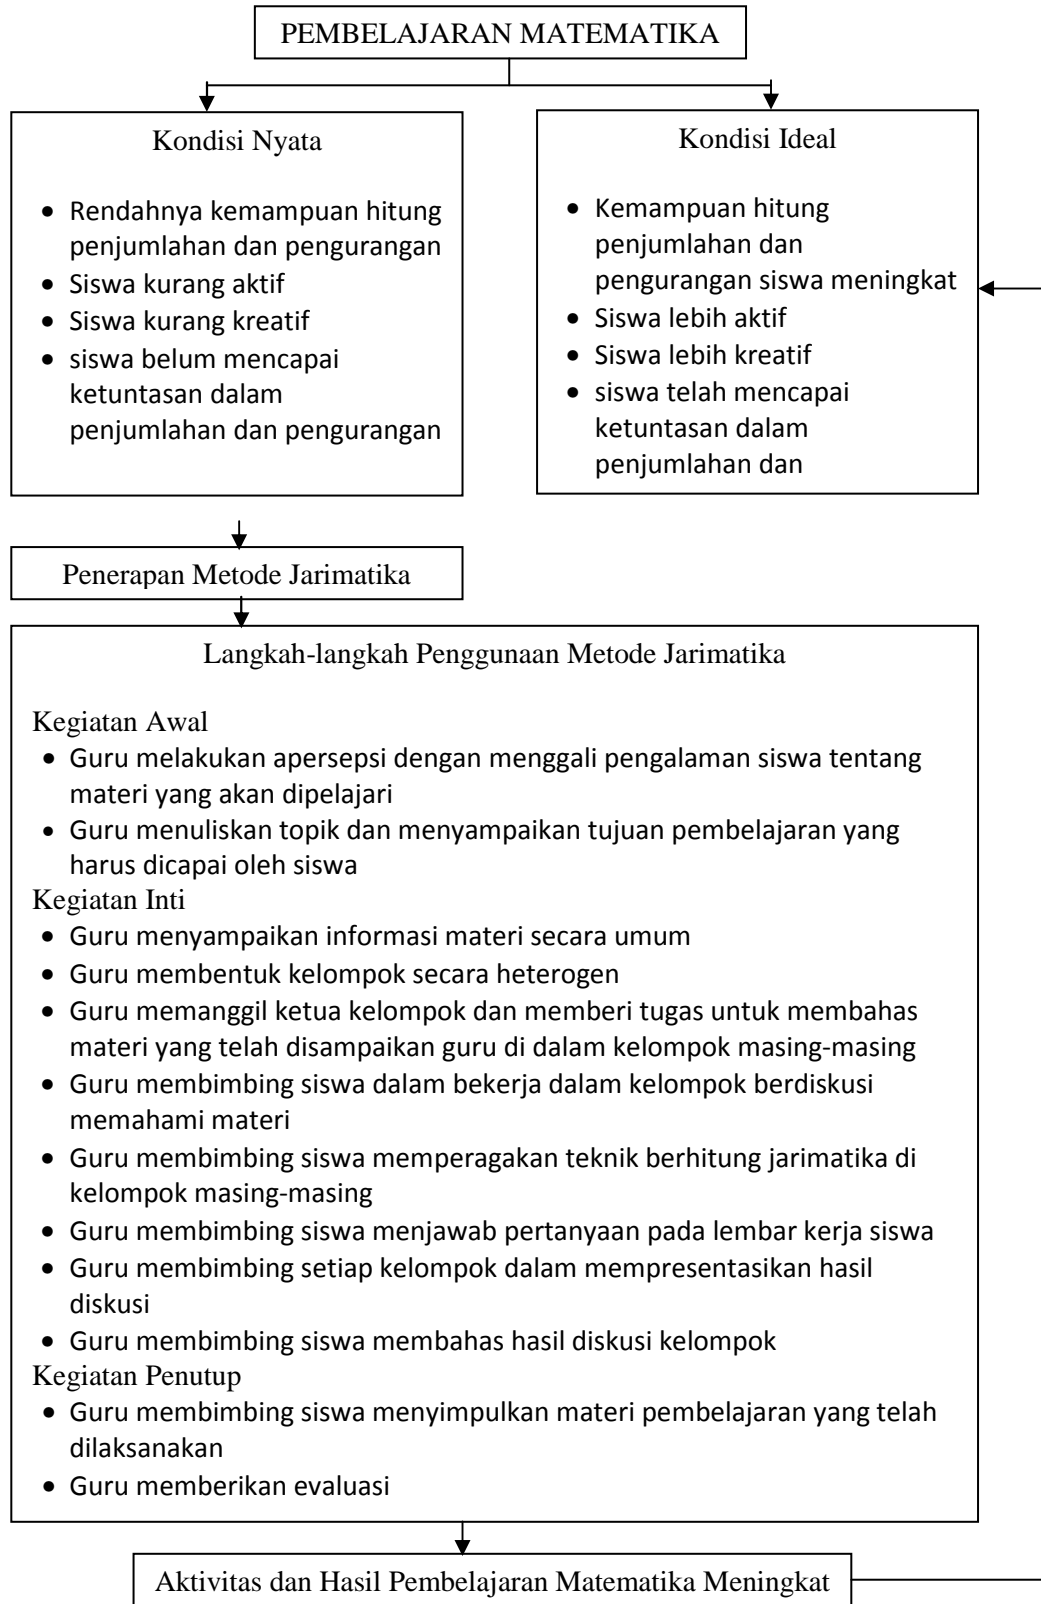 PEMBELAJARAN MATEMATIKA
Kondisi Nyata
• Rendahnya kemampuan hitung
penjumlahan dan pengurangan
• Siswa kurang aktif
• Siswa kurang kreatif
• siswa belum mencapai
ketuntasan dalam
penjumlahan dan pengurangan
Kondisi Ideal
• Kemampuan hitung
penjumlahan dan
pengurangan siswa meningkat
• Siswa lebih aktif
• Siswa lebih kreatif
• siswa telah mencapai
ketuntasan dalam
penjumlahan dan
Penerapan Metode Jarimatika
Langkah-langkah Penggunaan Metode Jarimatika
Kegiatan Awal
• Guru melakukan apersepsi dengan menggali pengalaman siswa tentang
materi yang akan dipelajari
• Guru menuliskan topik dan menyampaikan tujuan pembelajaran yang
harus dicapai oleh siswa
Kegiatan Inti
• Guru menyampaikan informasi materi secara umum
• Guru membentuk kelompok secara heterogen
• Guru memanggil ketua kelompok dan memberi tugas untuk membahas
materi yang telah disampaikan guru di dalam kelompok masing-masing
• Guru membimbing siswa dalam bekerja dalam kelompok berdiskusi
memahami materi
• Guru membimbing siswa memperagakan teknik berhitung jarimatika di
kelompok masing-masing
• Guru membimbing siswa menjawab pertanyaan pada lembar kerja siswa
• Guru membimbing setiap kelompok dalam mempresentasikan hasil
diskusi
• Guru membimbing siswa membahas hasil diskusi kelompok
Kegiatan Penutup
• Guru membimbing siswa menyimpulkan materi pembelajaran yang telah
dilaksanakan
• Guru memberikan evaluasi
Aktivitas dan Hasil Pembelajaran Matematika Meningkat